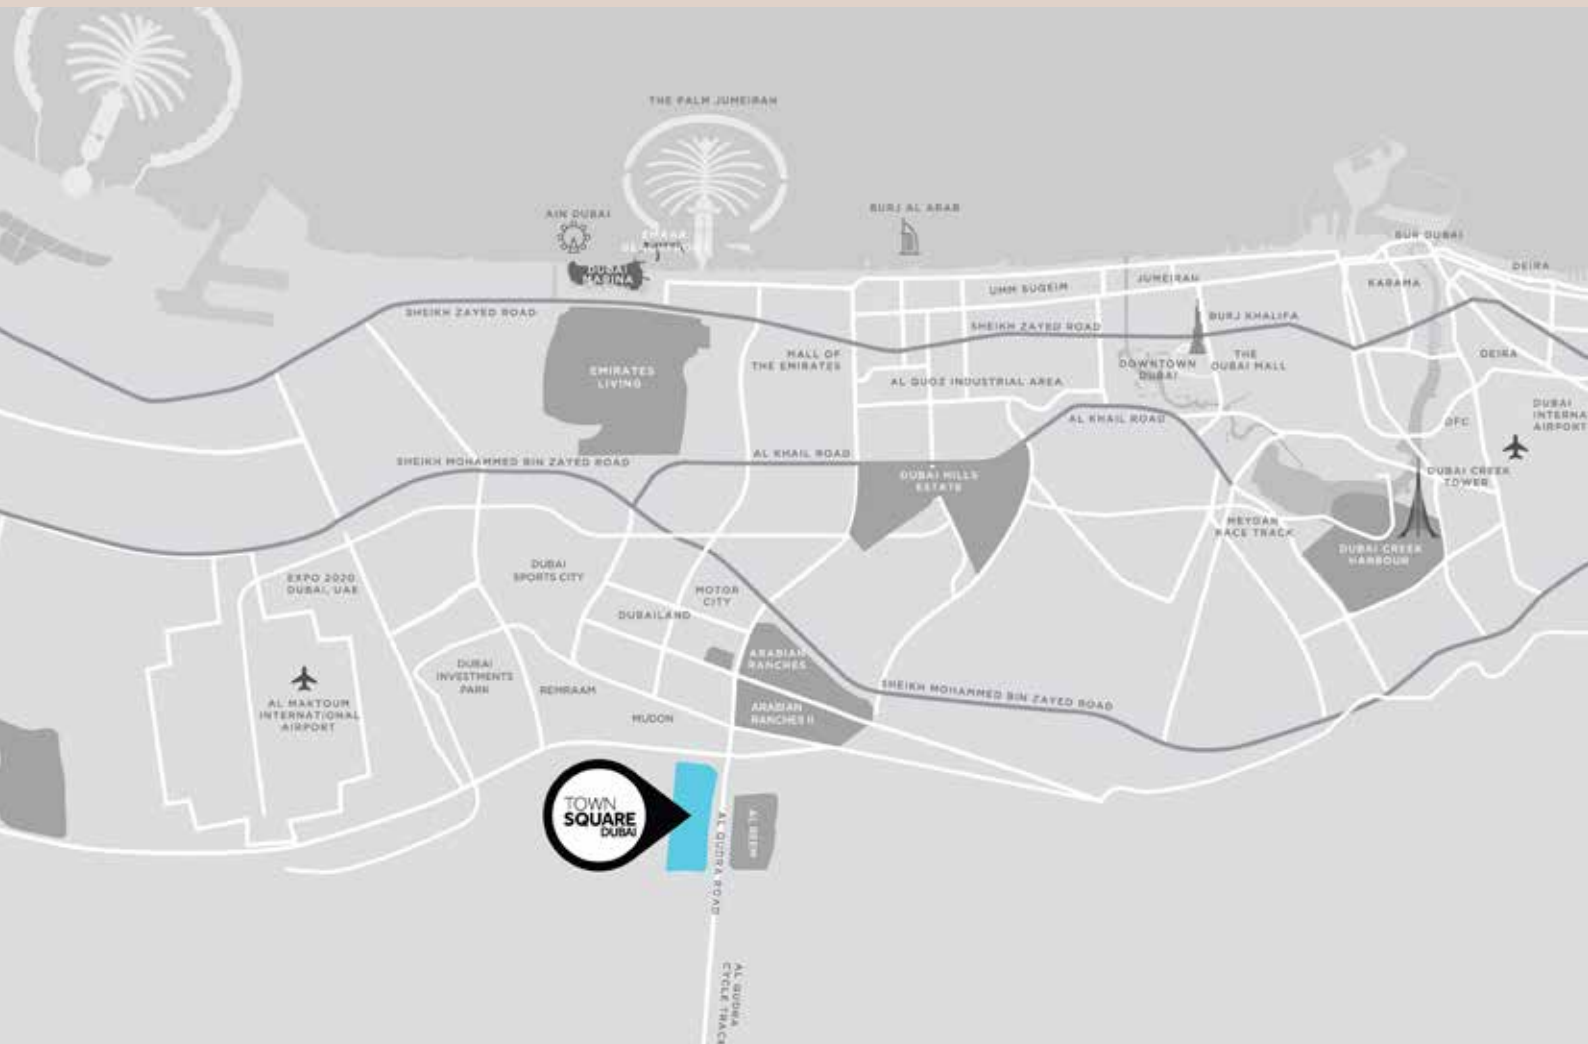 THE PALM JUMEIRAH
AIN DUBAI
BURJ AL ARAB
EMAAR
BUR DUBAI
DUBAI
MARINA
DEIRA
JUMEIRAH
KARAMA
UMM SUQEIM
SHEIKH ZAYED ROAD
SHEIKH ZAYED ROAD
BURJ KHALIFA
MALL OF
THE EMIRATES
DOWNTOWN
DUBAI
THE
DUBAI MALL
DEIRA
EMIRATES
LIVING
AL QUOZ INDUSTRIAL AREA
DUBAI
INTERNA
AIRPORT
AL KHAIL ROAD
DFC
SHEIKH MOHAMMED BIN ZAYED ROAD
AL KHAIL ROAD
DUBAI HILLS
ESTATE
DUBAI CREEK
TOWER
MEYDAN
RACE TRACK
DUBAI CREEK
HARBOUR
EXPO 2020
DUBAI, UAE
DUBAI
SPORTS CITY
MOTOR
CITY
DUBAILAND
ARABIAN
RANCHES
DUBAI
INVESTMENTS
PARK
REMRAAM
SHEIKH MOHAMMED BIN ZAYED ROAD
AL MAKTOUM
INTERNATIONAL
AIRPORT
MUDON
ARABIAN
RANCHES II
TOWN
SQUARE
DUBAI
AL QUDRA ROAD
AL REEM
AL QUDRA
CYCLE TRACK